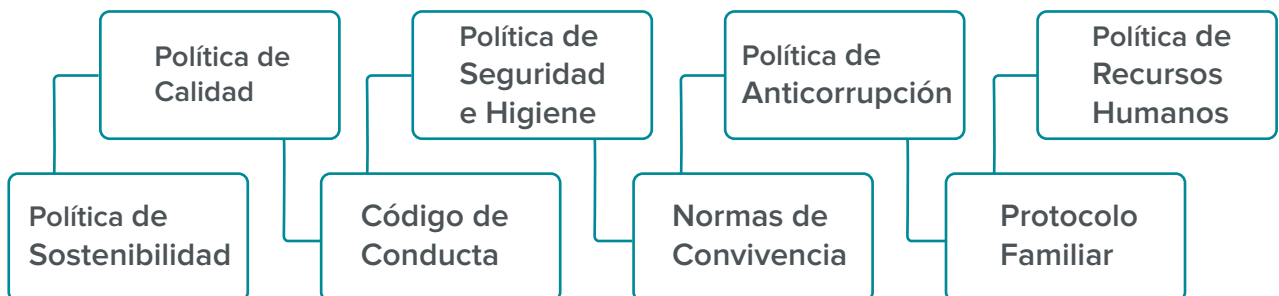 Política de
Calidad
Política de
Seguridad
e Higiene
Política de
Anticorrupción
Política de
Recursos
Humanos
Política de
Sostenibilidad
Código de
Conducta
Normas de
Convivencia
Protocolo
Familiar